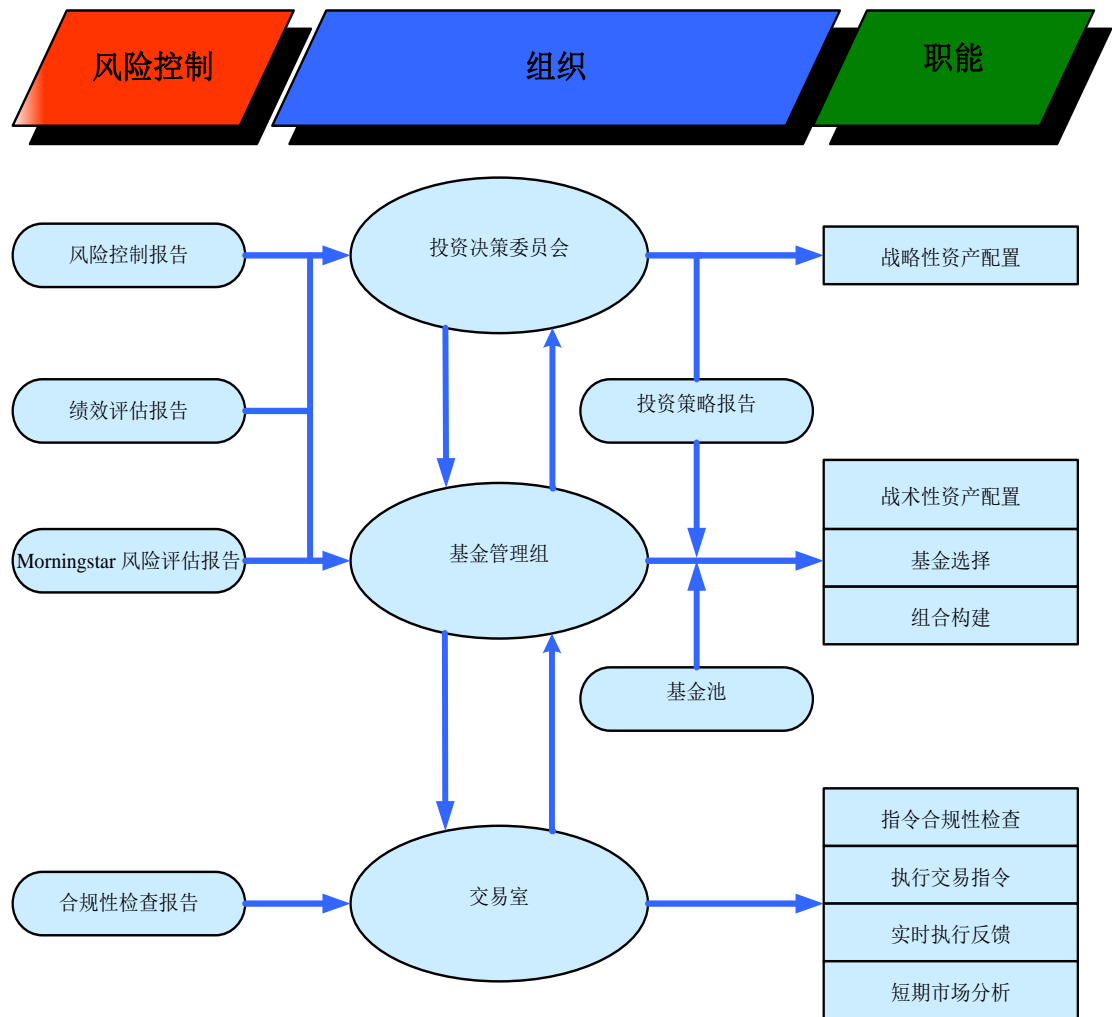 风险控制
组织
职能
风险控制报告
投资决策委员会
战略性资产配置
绩效评估报告
投资策略报告
Morningstar 风险评估报告
基金管理组
战术性资产配置
基金选择
组合构建
基金池
合规性检查报告
交易室
指令合规性检查
执行交易指令
实时执行反馈
短期市场分析